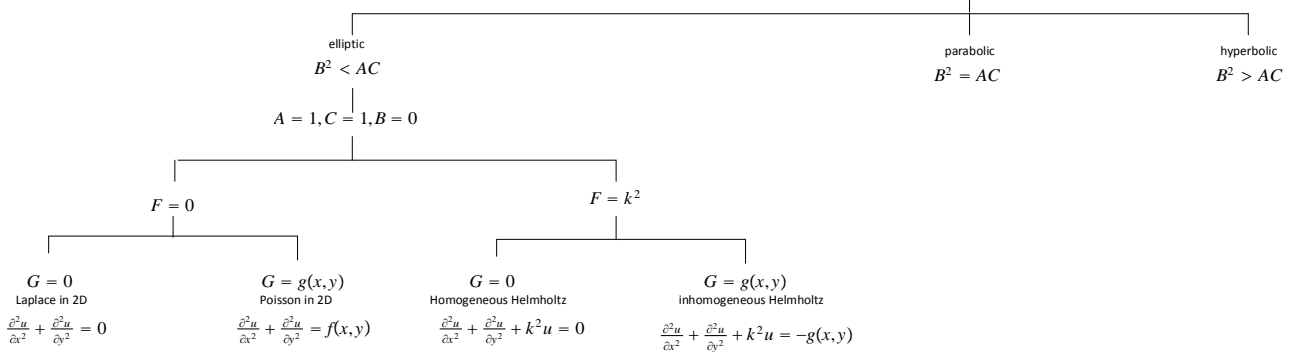 elliptic
B² < AC
parabolic
B² = AC
hyperbolic
B² > AC
A = 1, C = 1, B = 0
F = 0
F = k²
G = 0
Laplace in 2D
∂²u/∂x² + ∂²u/∂y² = 0
G = g(x,y)
Poisson in 2D
∂²u/∂x² + ∂²u/∂y² = f(x,y)
G = 0
Homogeneous Helmholtz
∂²u/∂x² + ∂²u/∂y² + k²u = 0
G = g(x,y)
inhomogeneous Helmholtz
∂²u/∂x² + ∂²u/∂y² + k²u = −g(x,y)